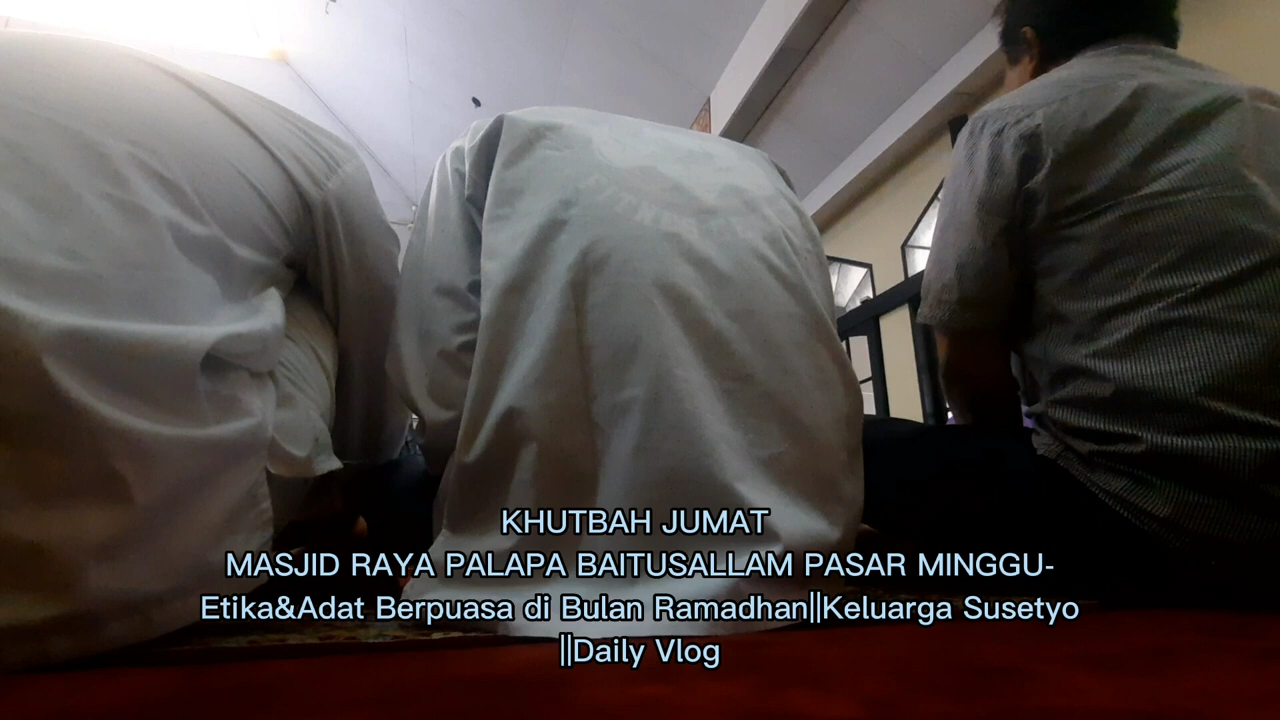 KHUTBAH JUMAT
MASJID RAYA PALAPA BAITUSALLAM PASAR MINGGU-
Etika&Adat Berpuasa di Bulan Ramadhan||Keluarga Susetyo
||Daily Vlog